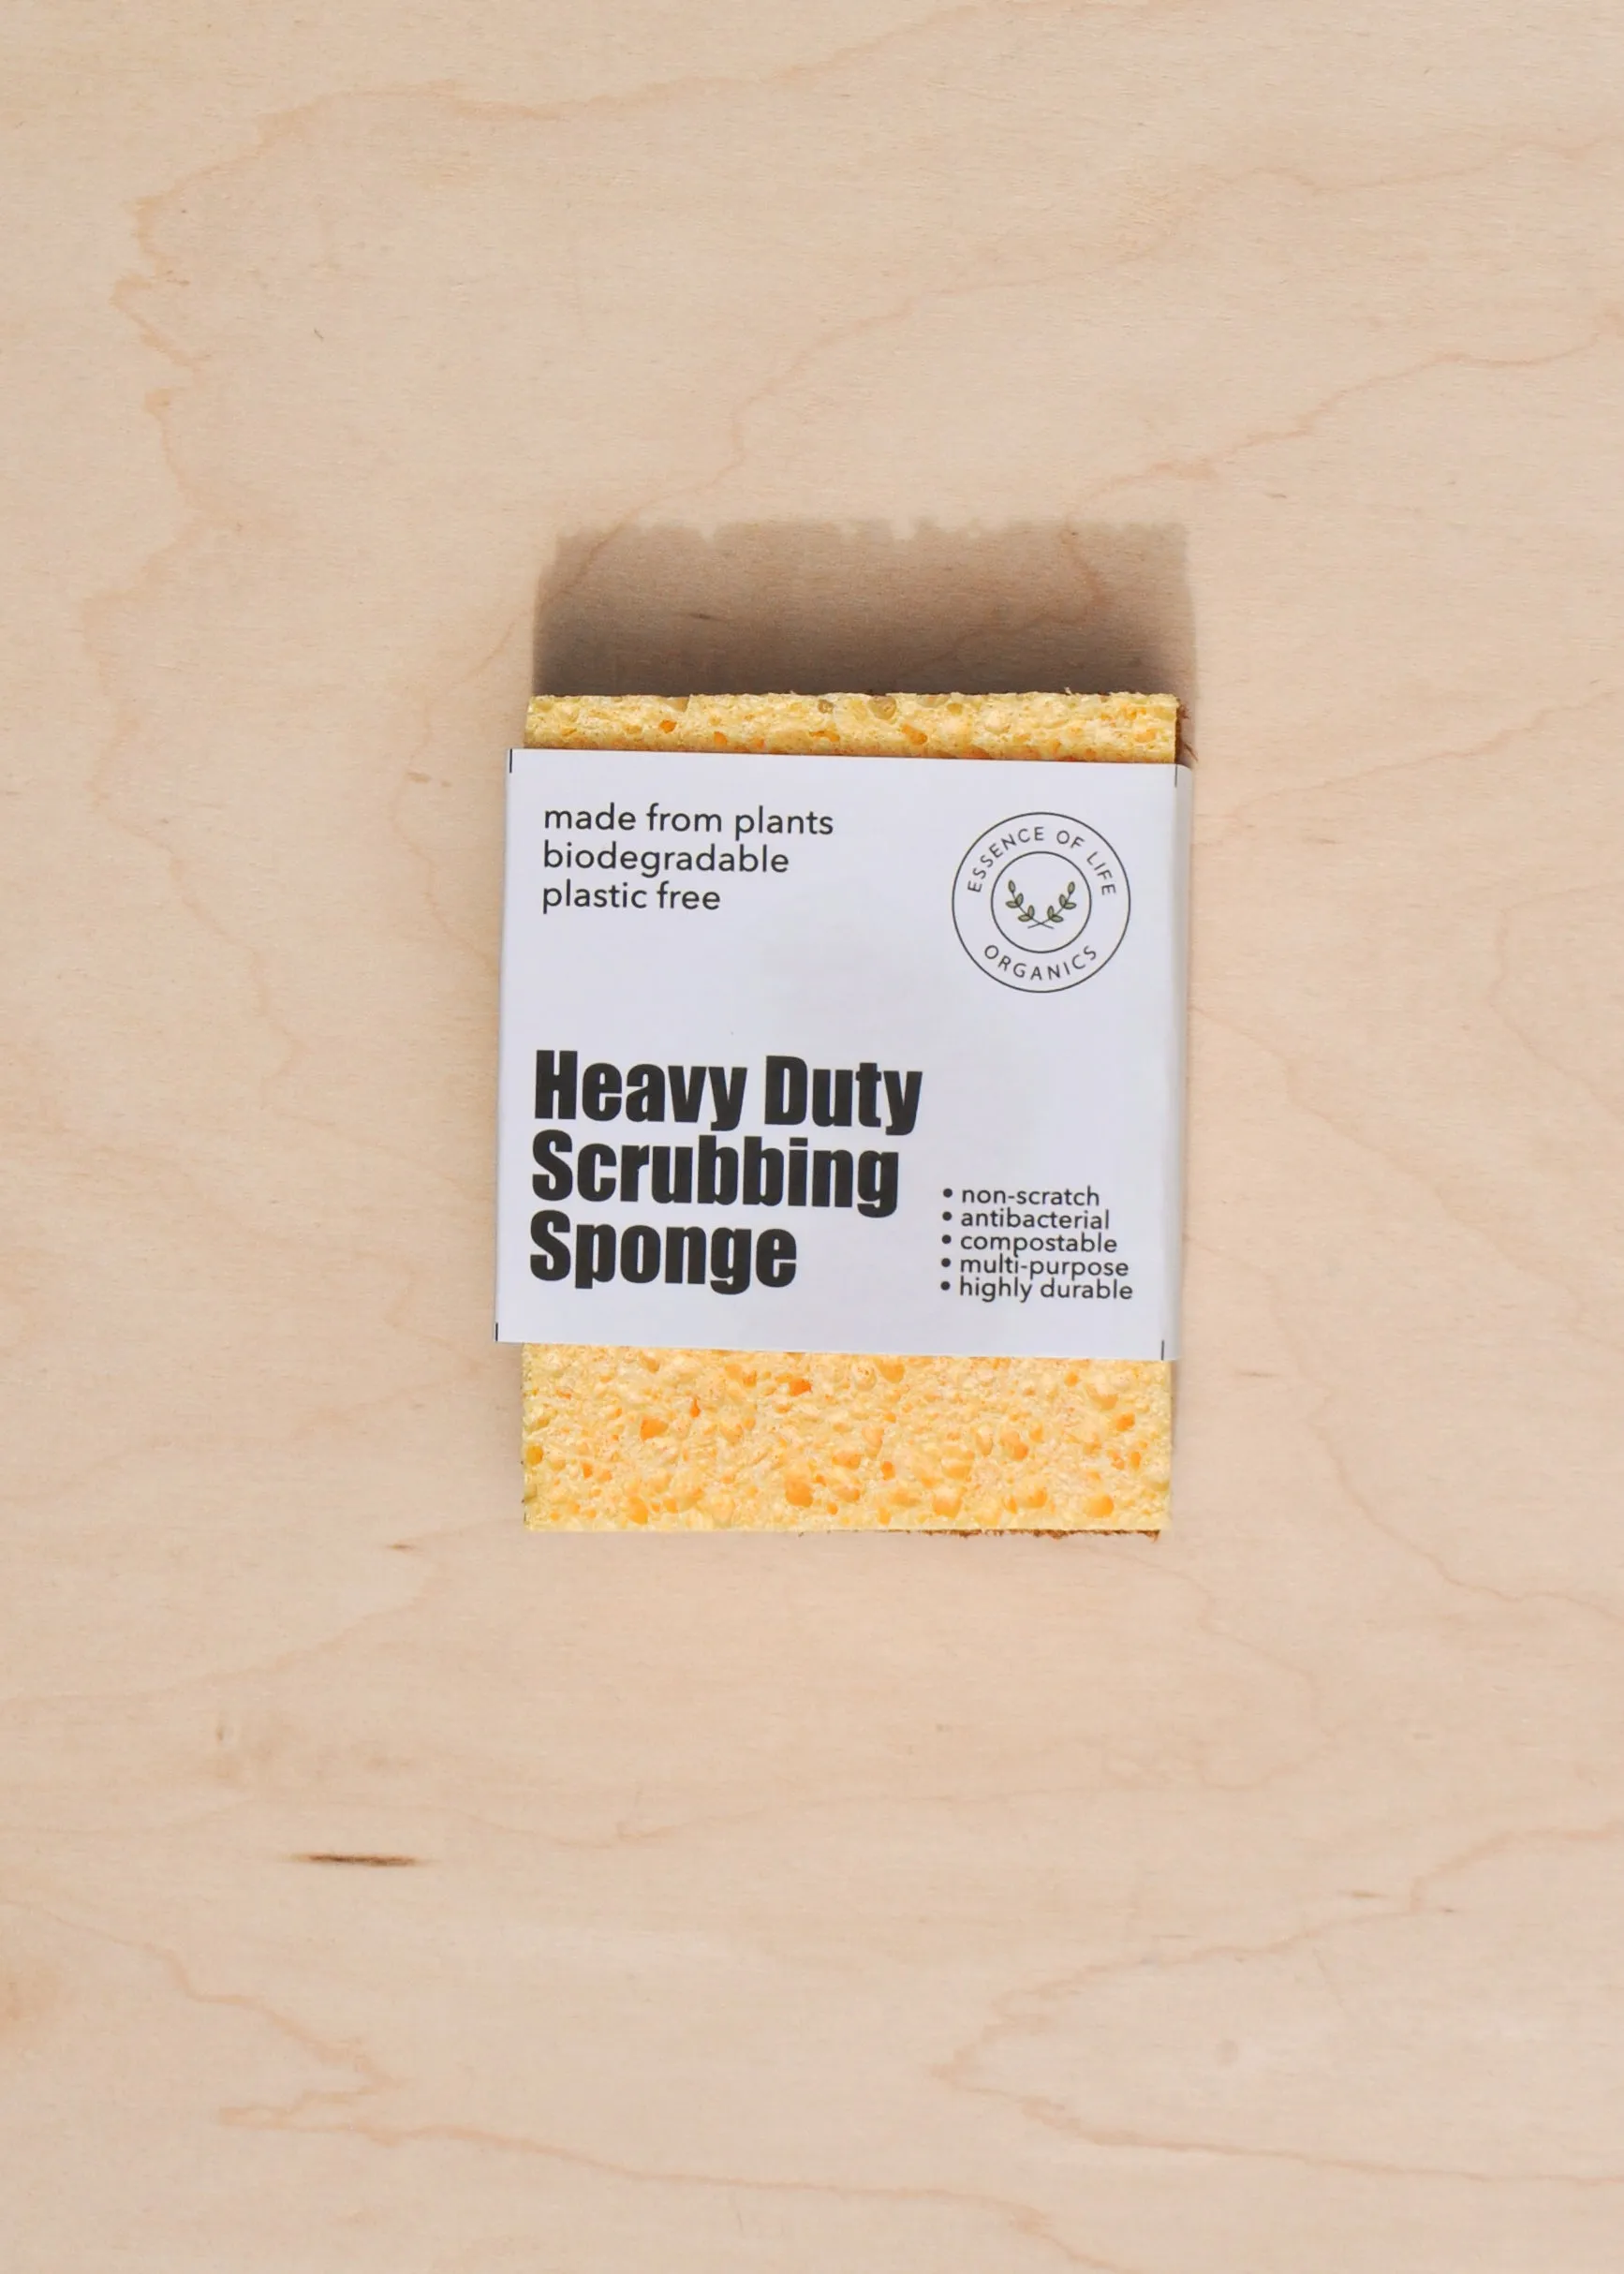 made from plants
biodegradable
plastic free
ESSENCE OF LIFE
ORGANICS
Heavy Duty
Scrubbing
Sponge
• non-scratch
• antibacterial
• compostable
• multi-purpose
• highly durable